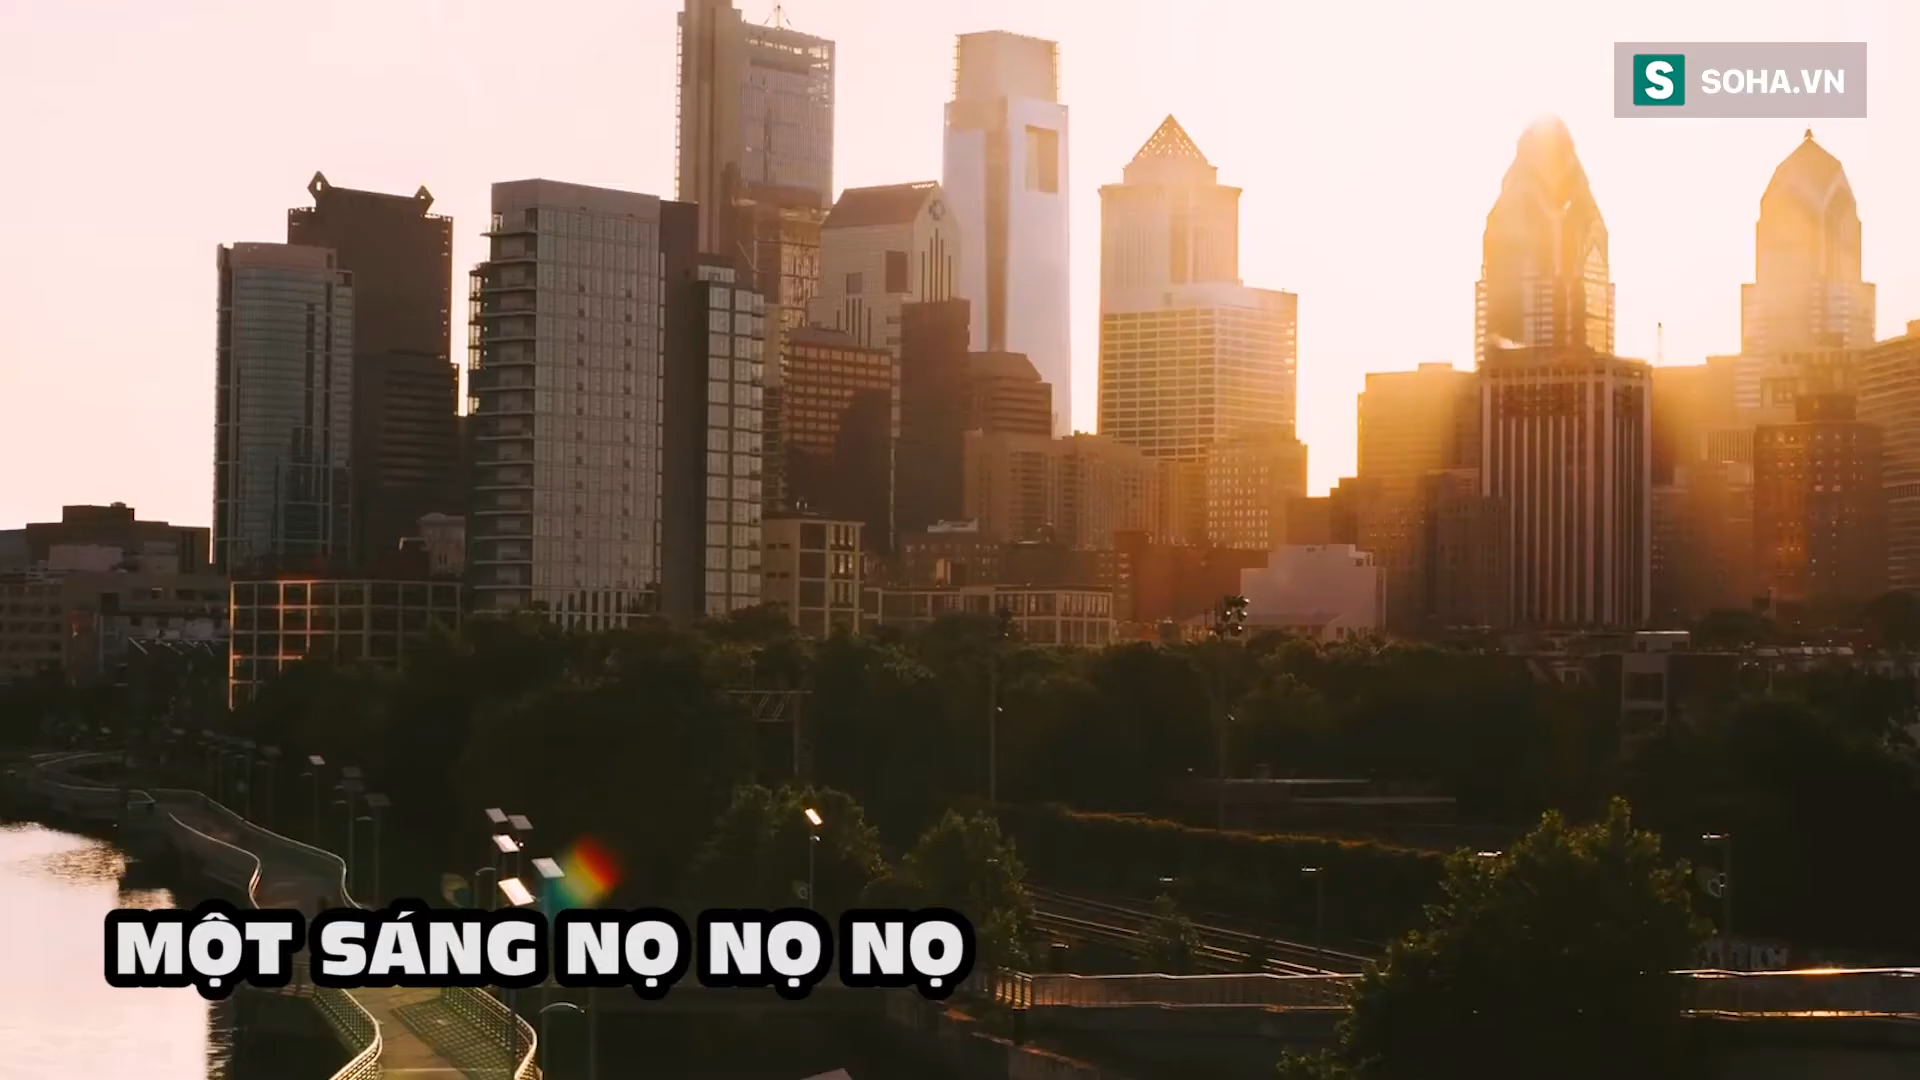 S SOHA.VN
MỘT SÁNG NỌ NỌ NỌ